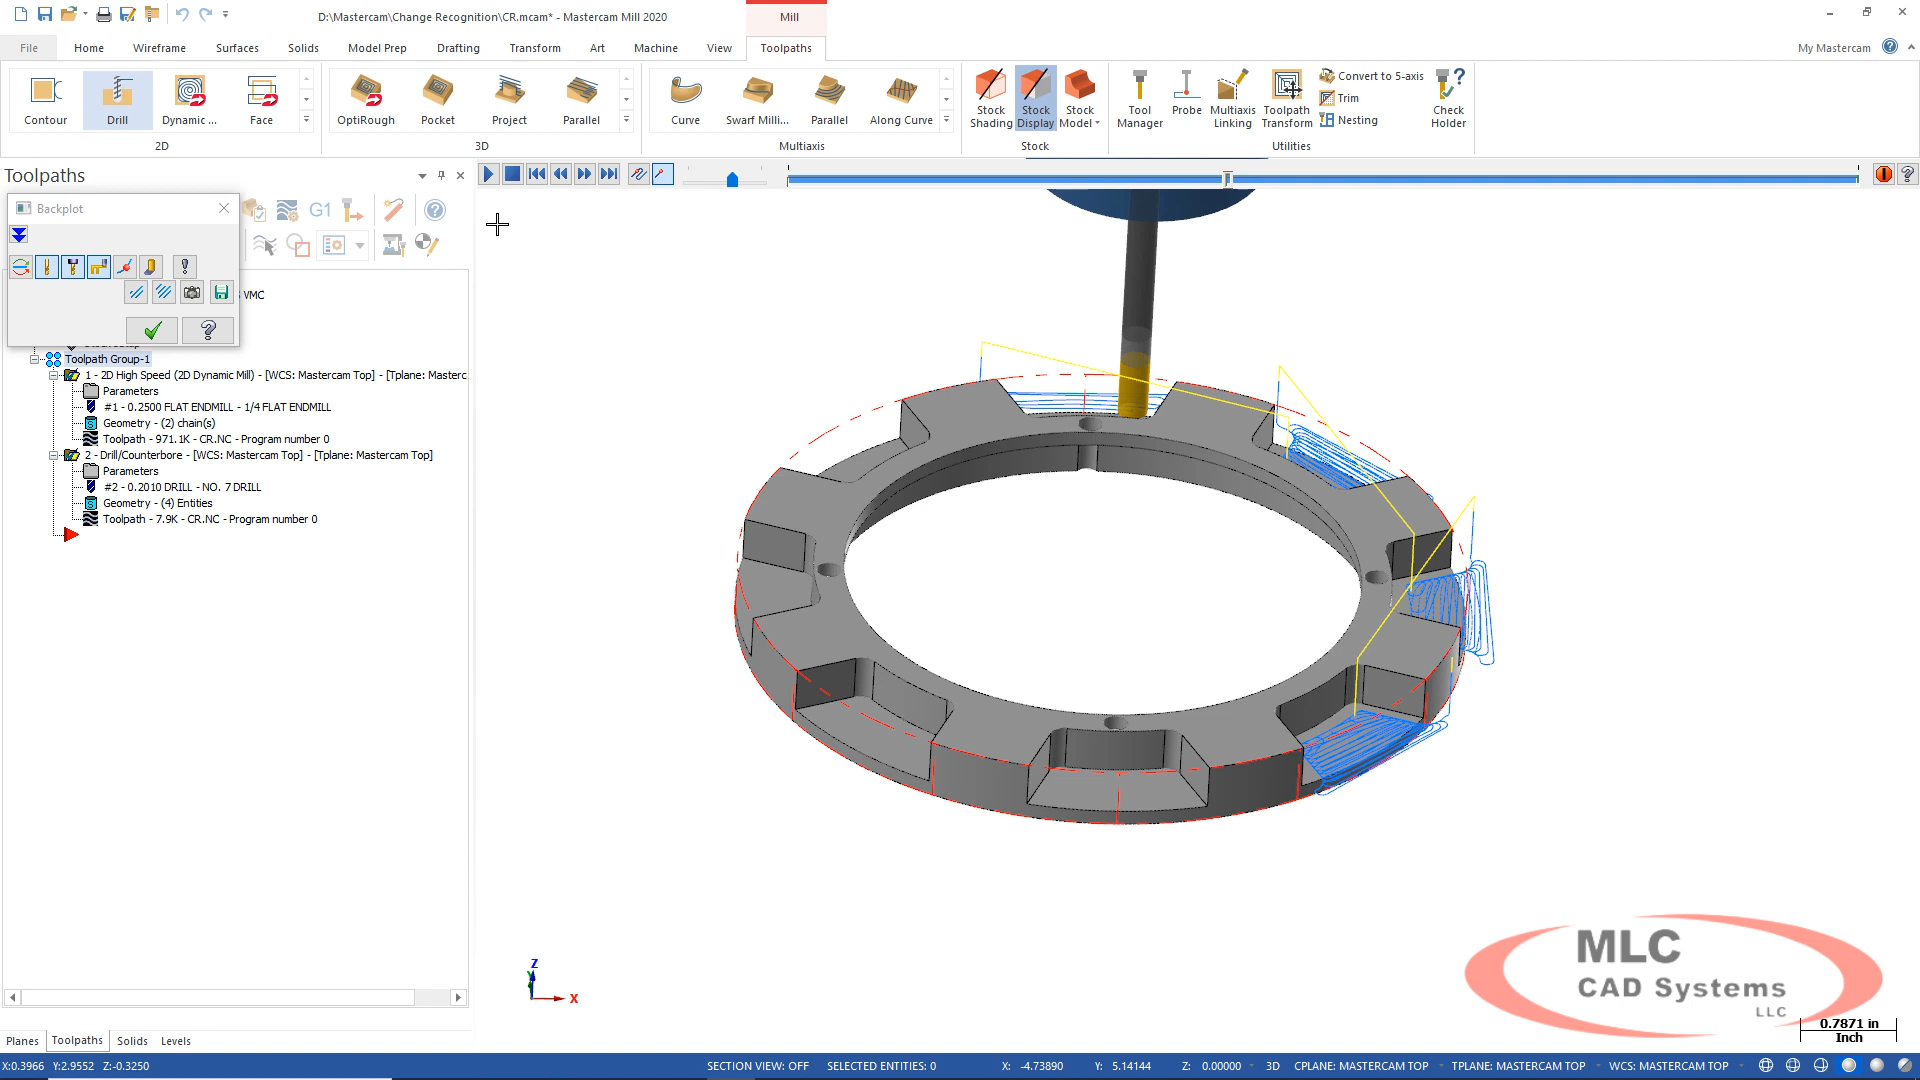 D:\Mastercam\Change Recognition\CR.mcam* - Mastercam Mill 2020
Mill
File
Home
Wireframe
Surfaces
Solids
Model Prep
Drafting
Transform
Art
Machine
View
Toolpaths
My Mastercam
Contour
Drill
Dynamic ...
Face
2D
OptiRough
Pocket
Project
Parallel
3D
Curve
Swarf Milli...
Parallel
Along Curve
Multiaxis
Stock Shading
Stock Display
Stock Model
Stock
Tool Manager
Probe
Multiaxis Linking
Toolpath Transform
Convert to 5-axis
Trim
Nesting
Utilities
Check Holder
Toolpaths
Backplot
G1
VMC
Toolpath Group-1
1 - 2D High Speed (2D Dynamic Mill) - [WCS: Mastercam Top] - [Tplane: Masterc
Parameters
#1 - 0.2500 FLAT ENDMILL - 1/4 FLAT ENDMILL
Geometry - (2) chain(s)
Toolpath - 971.1K - CR.NC - Program number 0
2 - Drill/Counterbore - [WCS: Mastercam Top] - [Tplane: Mastercam Top]
Parameters
#2 - 0.2010 DRILL - NO. 7 DRILL
Geometry - (4) Entities
Toolpath - 7.9K - CR.NC - Program number 0
Z
X
MLC
CAD Systems
LLC
0.7871 in
Inch
Planes
Toolpaths
Solids
Levels
X:0.3966 Y:2.9552 Z:-0.3250
SECTION VIEW: OFF
SELECTED ENTITIES: 0
X: -4.73890
Y: 5.14144
Z: 0.00000
3D
CPLANE: MASTERCAM TOP
TPLANE: MASTERCAM TOP
WCS: MASTERCAM TOP